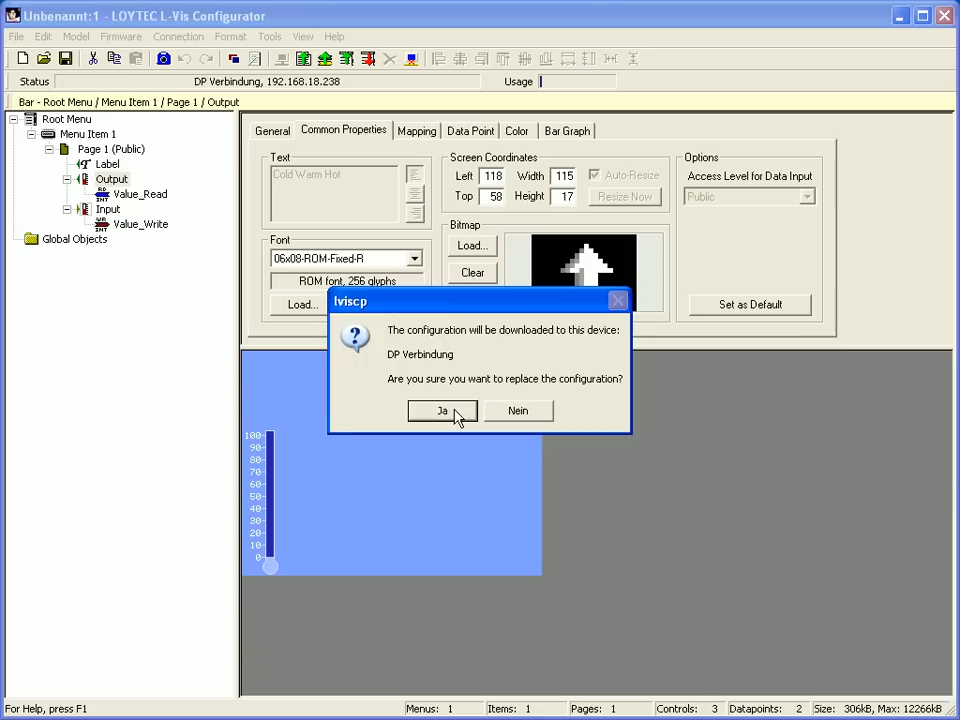 Unbenannt:1 - LOYTEC L-Vis Configurator
File Edit Model Firmware Connection Format Tools View Help
Status DP Verbindung, 192.168.18.238 Usage
Bar - Root Menu / Menu Item 1 / Page 1 / Output
Root Menu
Menu Item 1
Page 1 (Public)
Label
Output
Value_Read
Input
Value_Write
Global Objects
General Common Properties Mapping Data Point Color Bar Graph
Text
Cold Warm Hot
Font
06x08-ROM-Fixed-R
ROM font, 256 glyphs
Load...
Screen Coordinates
Left 118 Width 115 Auto-Resize
Top 58 Height 17 Resize Now
Bitmap
Load...
Clear
Options
Access Level for Data Input
Public
Set as Default
lviscp
The configuration will be downloaded to this device:
DP Verbindung
Are you sure you want to replace the configuration?
Ja Nein
100
90
80
70
60
50
40
30
20
10
0
For Help, press F1 Menus: 1 Items: 1 Pages: 1 Controls: 3 Datapoints: 2 Size: 306kB, Max: 12266kB